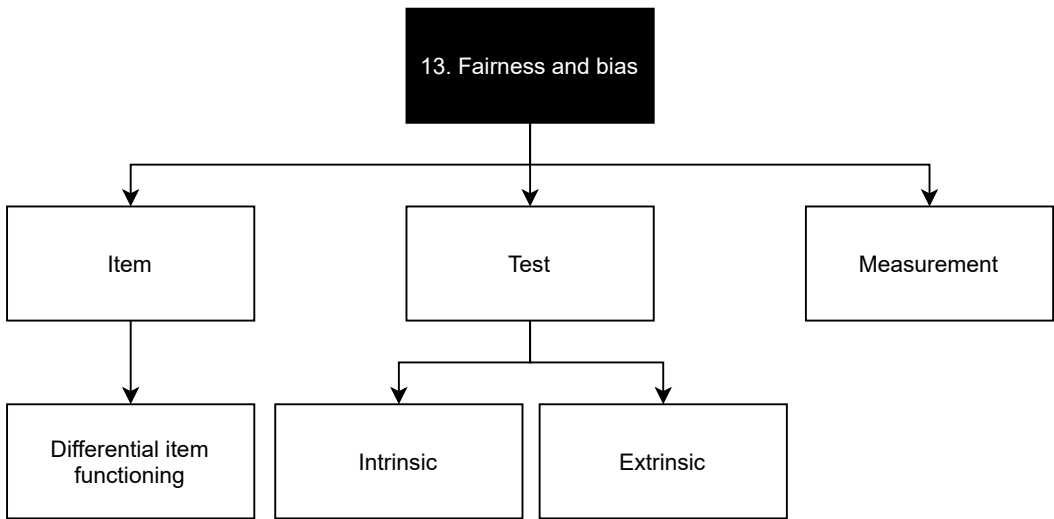 13. Fairness and bias
Item
Test
Measurement
Differential item
functioning
Intrinsic
Extrinsic